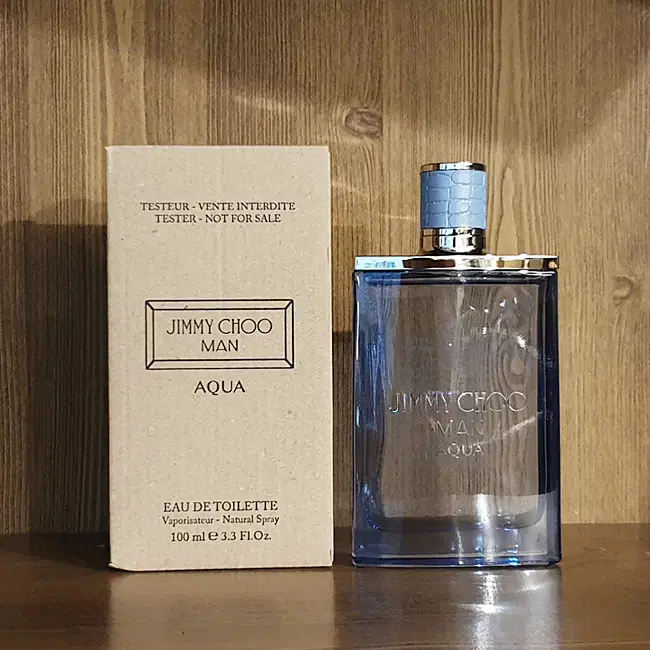 TESTEUR - VENTE INTERDITE
TESTER - NOT FOR SALE
JIMMY CHOO
MAN
AQUA
EAU DE TOILETTE
Vaporisateur - Natural Spray
100 ml ℮ 3.3 Fl.Oz.
JIMMY CHOO
MAN
AQUA